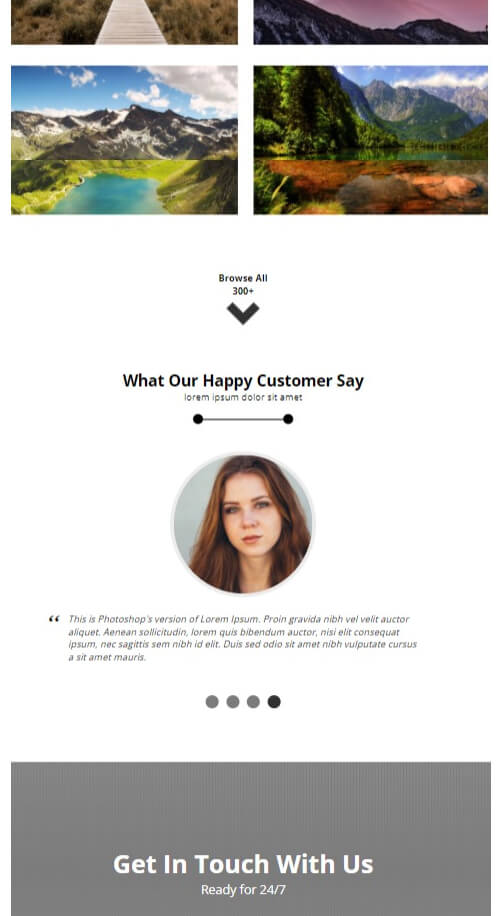 Browse All
300+
What Our Happy Customer Say
lorem ipsum dolor sit amet
“ This is Photoshop's version of Lorem Ipsum. Proin gravida nibh vel velit auctor
aliquet. Aenean sollicitudin, lorem quis bibendum auctor, nisi elit consequat
ipsum, nec sagittis sem nibh id elit. Duis sed odio sit amet nibh vulputate cursus
a sit amet mauris.
Get In Touch With Us
Ready for 24/7